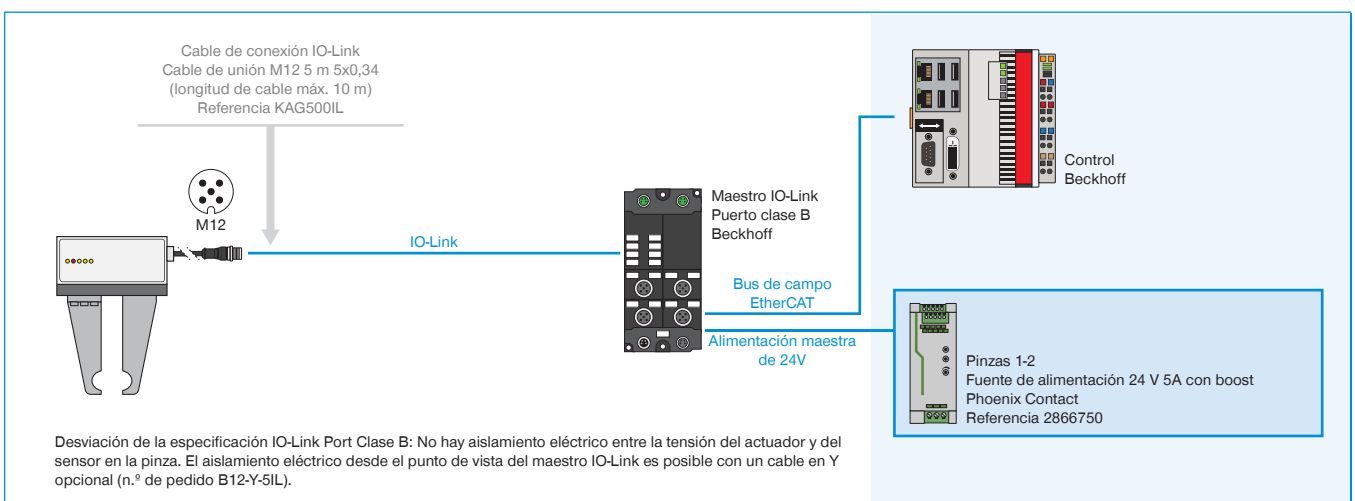 Cable de conexión IO-Link
Cable de unión M12 5 m 5x0,34
(longitud de cable máx. 10 m)
Referencia KAG500IL
M12
IO-Link
Maestro IO-Link
Puerto clase B
Beckhoff
Bus de campo
EtherCAT
Alimentación maestra
de 24V
Control
Beckhoff
Pinzas 1-2
Fuente de alimentación 24 V 5A con boost
Phoenix Contact
Referencia 2866750
Desviación de la especificación IO-Link Port Clase B: No hay aislamiento eléctrico entre la tensión del actuador y del
sensor en la pinza. El aislamiento eléctrico desde el punto de vista del maestro IO-Link es posible con un cable en Y
opcional (n.º de pedido B12-Y-5IL).